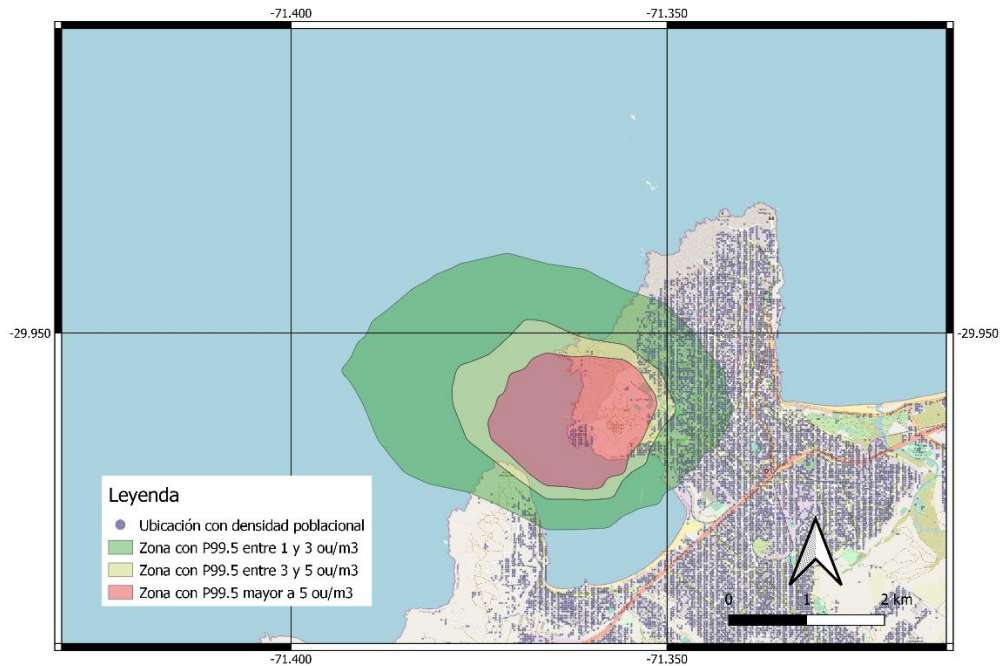 -71.400
-71.350
-29.950
-29.950
Leyenda
Ubicación con densidad poblacional
Zona con P99.5 entre 1 y 3 ou/m3
Zona con P99.5 entre 3 y 5 ou/m3
Zona con P99.5 mayor a 5 ou/m3
0
1
2 km
-71.400
-71.350